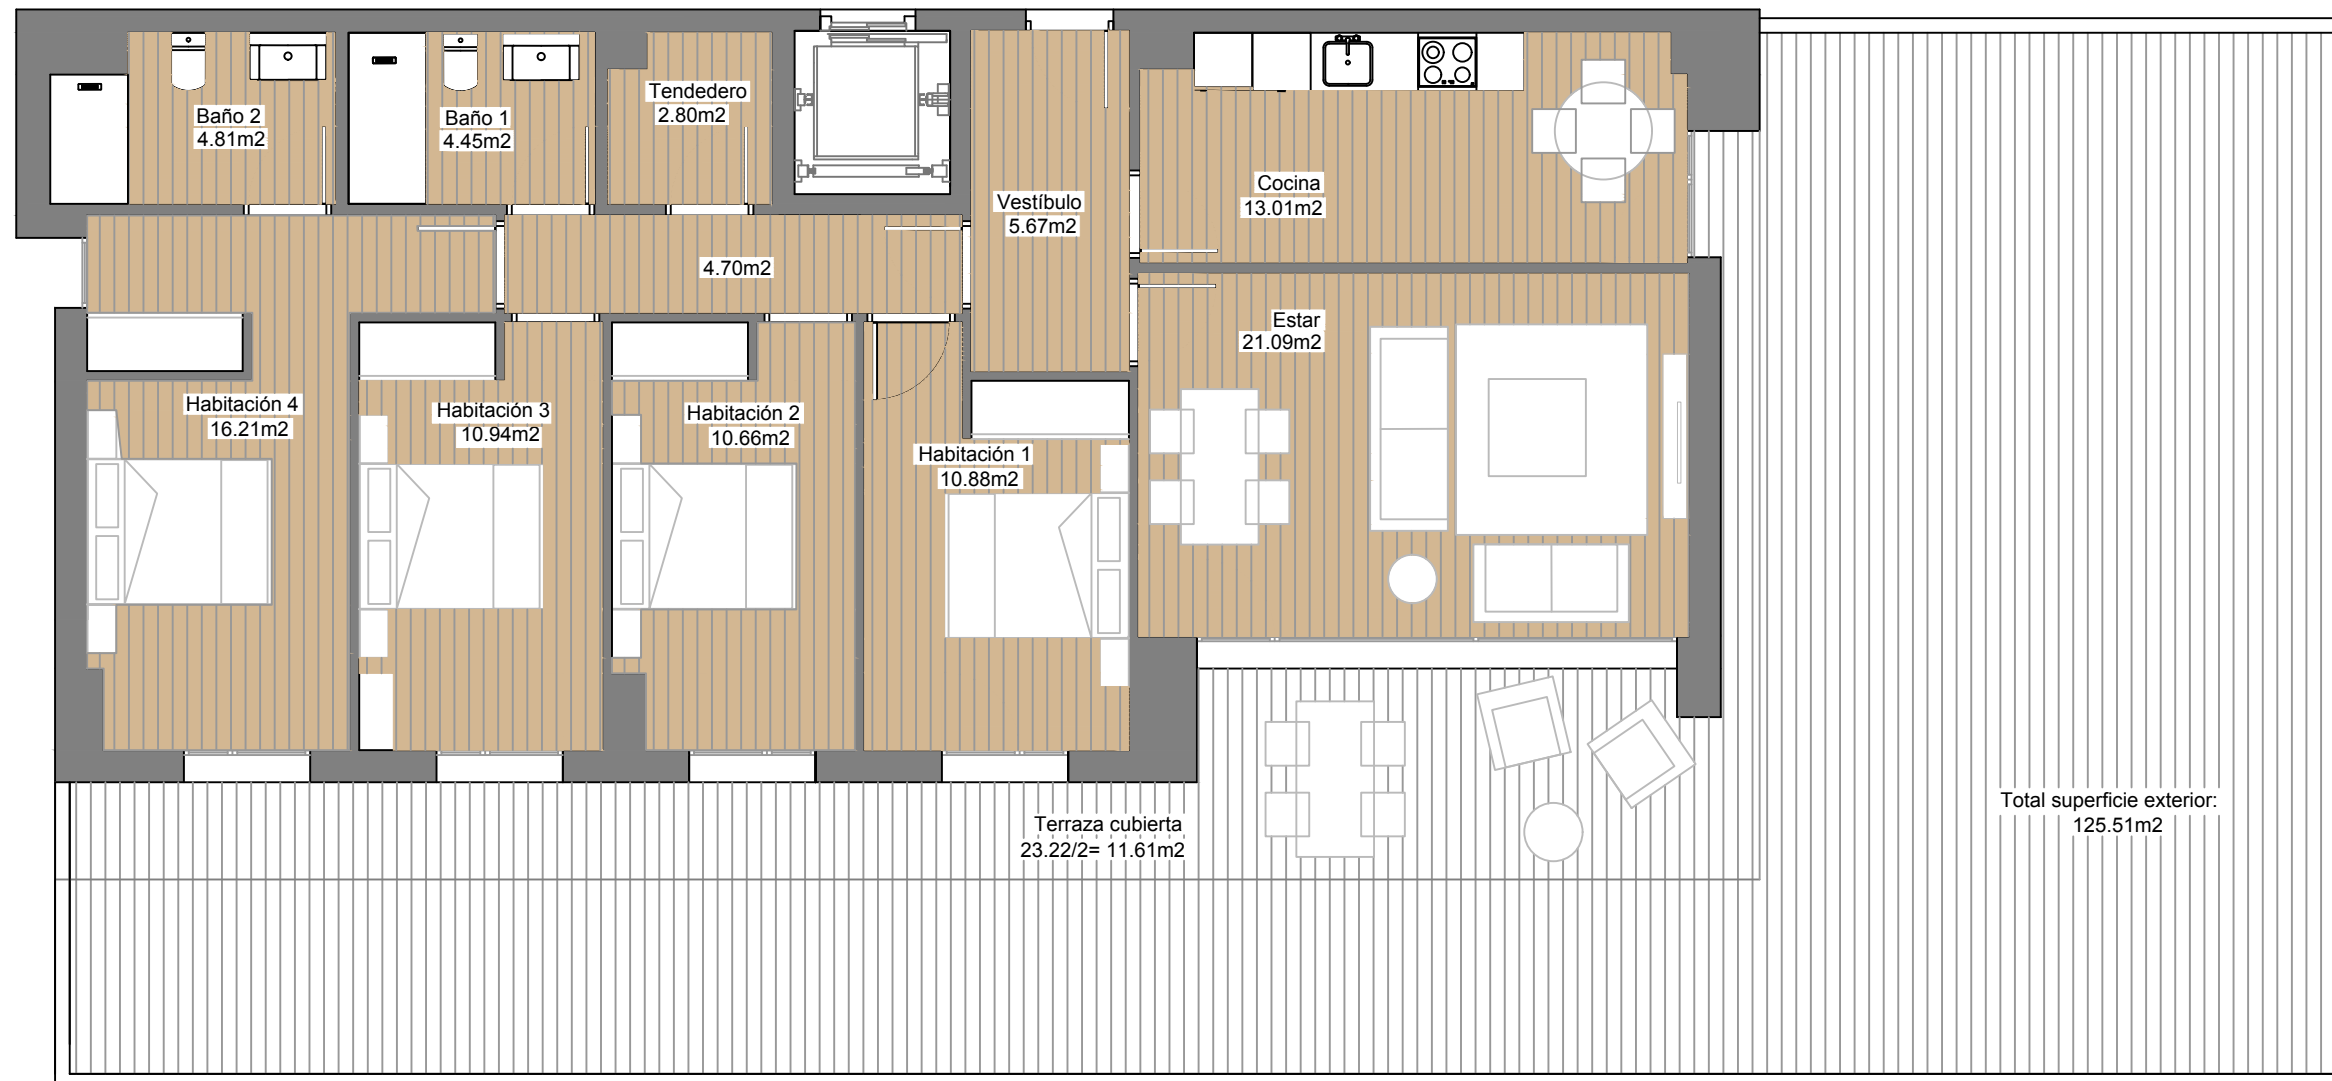 Baño 2
4.81m2
Baño 1
4.45m2
Tendedero
2.80m2
Vestíbulo
5.67m2
Cocina
13.01m2
4.70m2
Estar
21.09m2
Habitación 4
16.21m2
Habitación 3
10.94m2
Habitación 2
10.66m2
Habitación 1
10.88m2
Terraza cubierta
23.22/2= 11.61m2
Total superficie exterior:
125.51m2